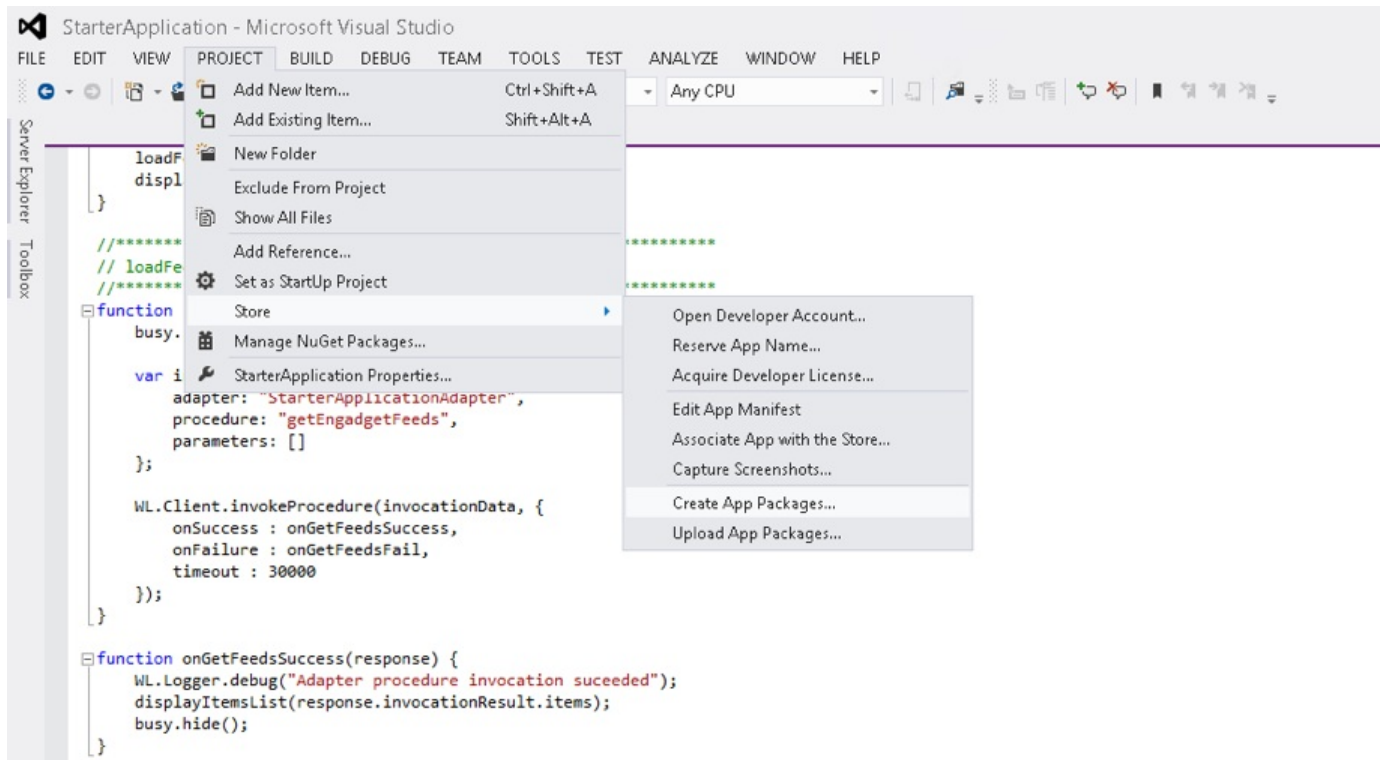 StarterApplication - Microsoft Visual Studio
FILE EDIT VIEW PROJECT BUILD DEBUG TEAM TOOLS TEST ANALYZE WINDOW HELP
Any CPU
Server Explorer
Toolbox
Add New Item... Ctrl+Shift+A
Add Existing Item... Shift+Alt+A
New Folder
Exclude From Project
Show All Files
Add Reference...
Set as StartUp Project
Store
Manage NuGet Packages...
StarterApplication Properties...
Open Developer Account...
Reserve App Name...
Acquire Developer License...
Edit App Manifest
Associate App with the Store...
Capture Screenshots...
Create App Packages...
Upload App Packages...
loadF
displ
}
//******* **********
// loadFe
//******* **********
function
busy.
var i
adapter: "StarterApplicationAdapter",
procedure: "getEngadgetFeeds",
parameters: []
};
WL.Client.invokeProcedure(invocationData, {
onSuccess : onGetFeedsSuccess,
onFailure : onGetFeedsFail,
timeout : 30000
});
}
function onGetFeedsSuccess(response) {
WL.Logger.debug("Adapter procedure invocation suceeded");
displayItemsList(response.invocationResult.items);
busy.hide();
}